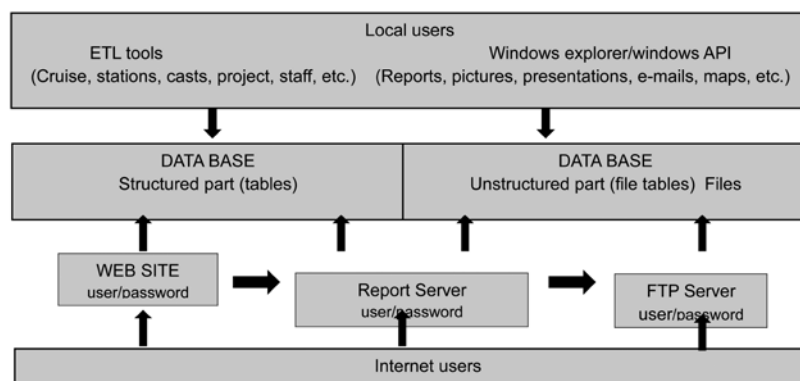 Local users
ETL tools
(Cruise, stations, casts, project, staff, etc.)
Windows explorer/windows API
(Reports, pictures, presentations, e-mails, maps, etc.)
DATA BASE
Structured part (tables)
DATA BASE
Unstructured part (file tables) Files
WEB SITE
user/password
Report Server
user/password
FTP Server
user/password
Internet users